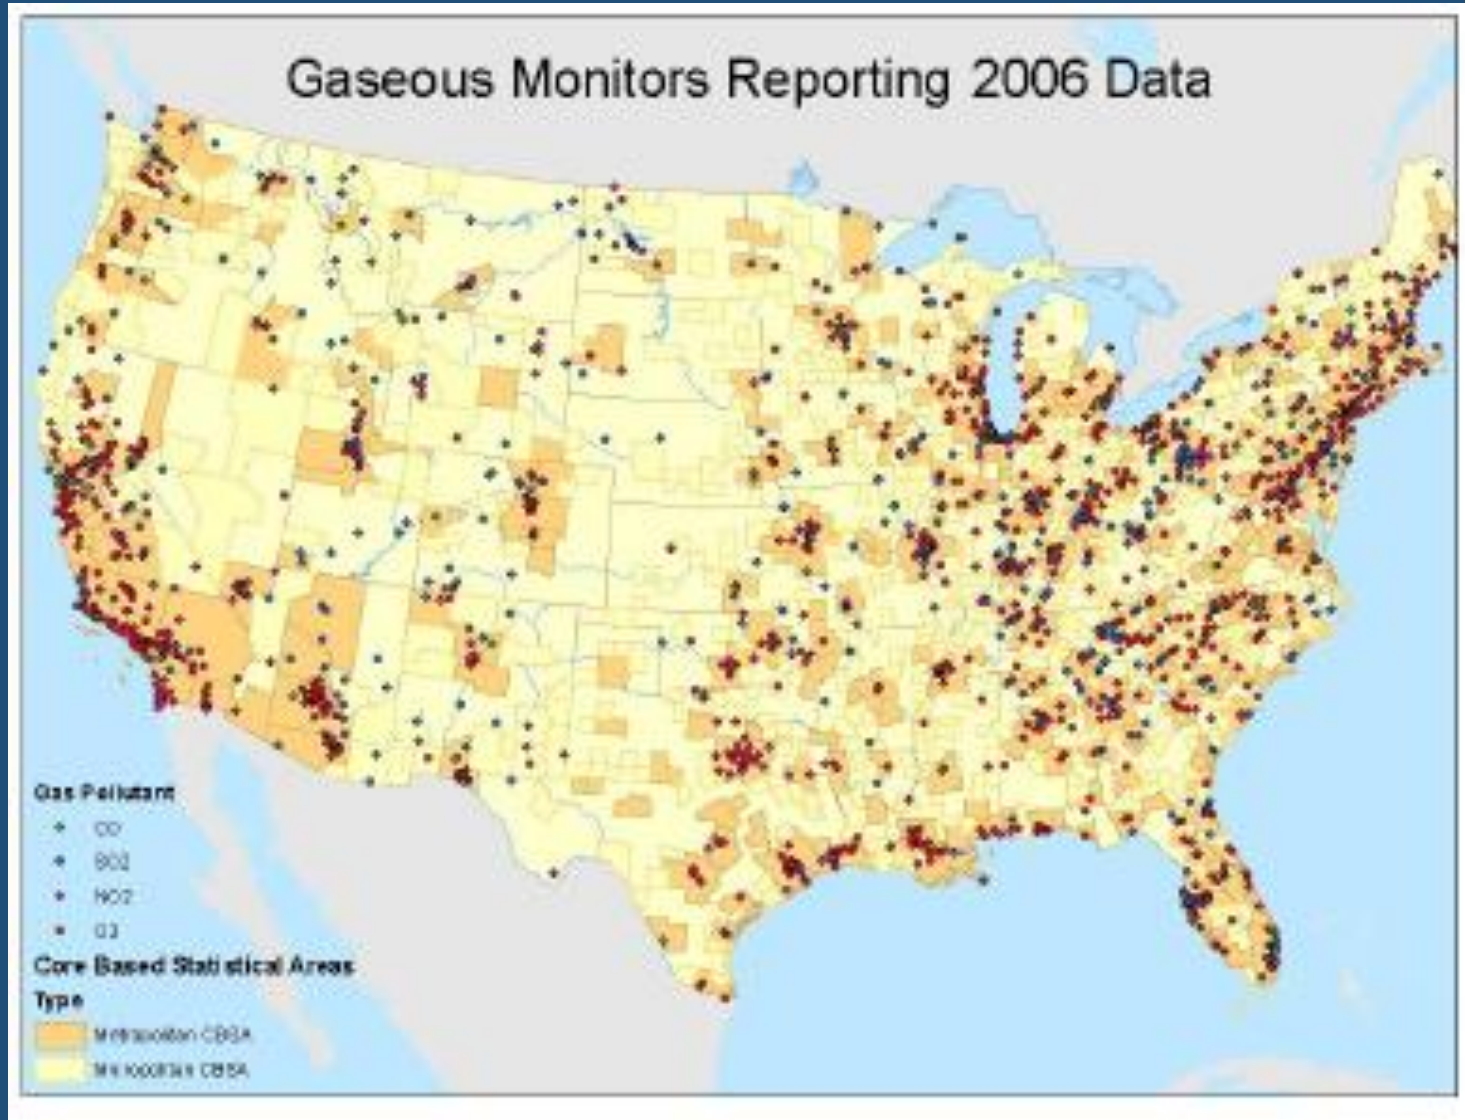 Gaseous Monitors Reporting 2006 Data
Gas Pollutant
CO
SO2
NO2
O3
Core Based Statistical Areas
Type
Metropolitan CBSA
Micropolitan CBSA